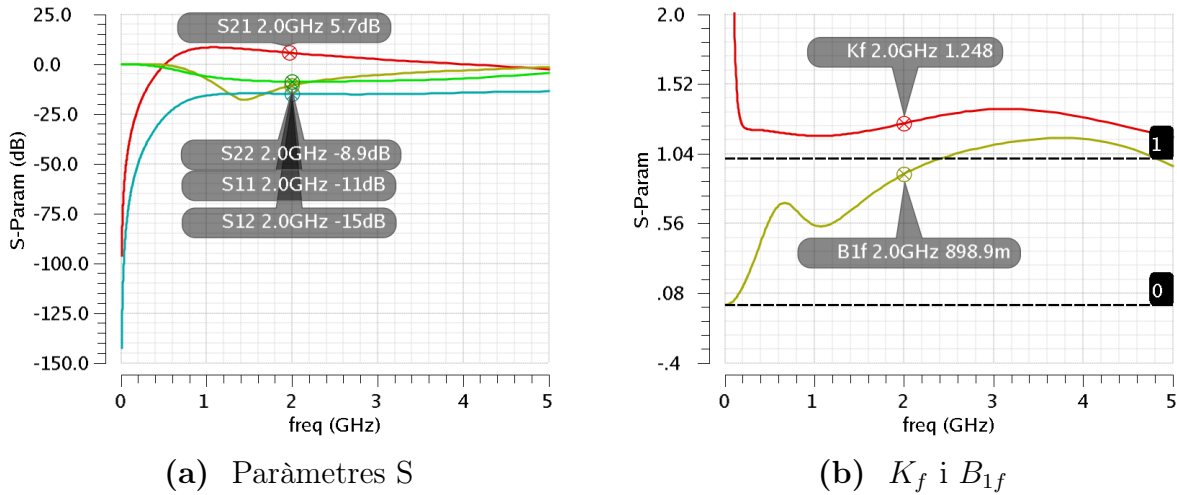 25.0
0.0
-25.0
-50.0
-75.0
-100.0
-125.0
-150.0
S-Param (dB)
S21 2.0GHz 5.7dB
S22 2.0GHz -8.9dB
S11 2.0GHz -11dB
S12 2.0GHz -15dB
0 1 2 3 4 5
freq (GHz)
(a) Paràmetres S
2.0
1.52
1.04
.56
.08
-.4
S-Param
Kf 2.0GHz 1.248
1
B1f 2.0GHz 898.9m
0
0 1 2 3 4 5
freq (GHz)
(b) Kf i B1f